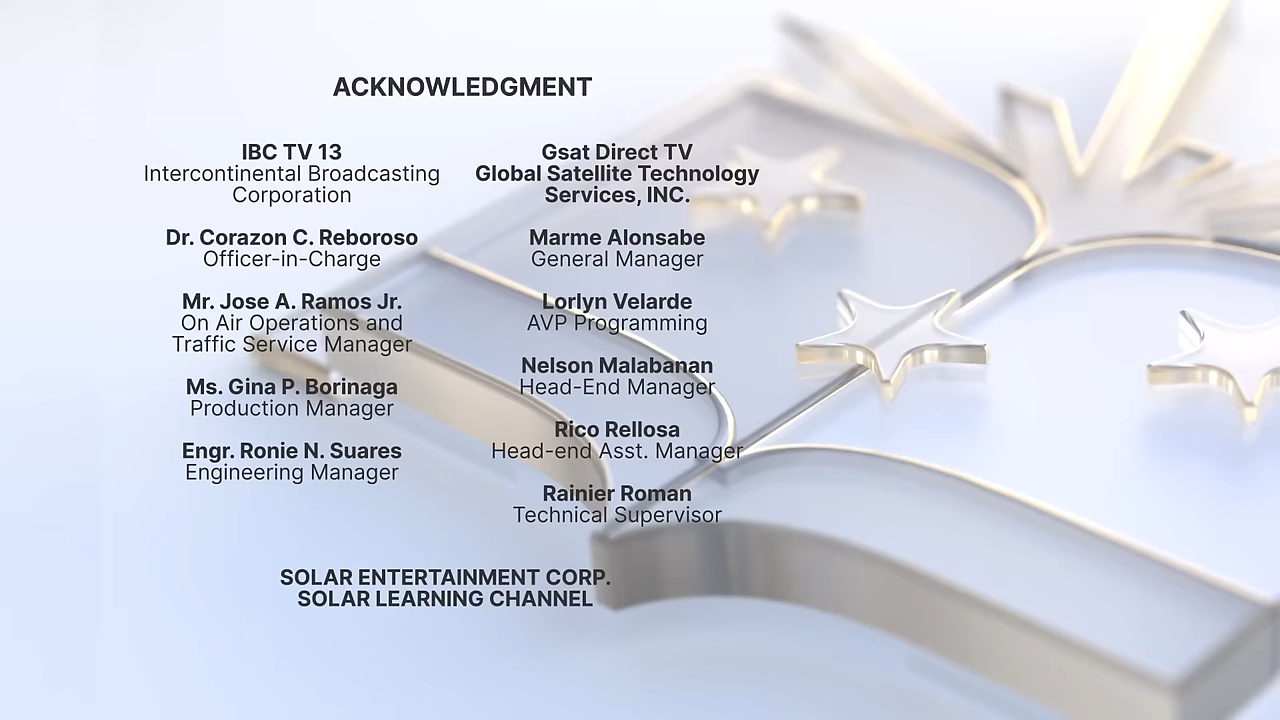 ACKNOWLEDGMENT
IBC TV 13
Intercontinental Broadcasting
Corporation
Dr. Corazon C. Reboroso
Officer-in-Charge
Mr. Jose A. Ramos Jr.
On Air Operations and
Traffic Service Manager
Ms. Gina P. Borinaga
Production Manager
Engr. Ronie N. Suares
Engineering Manager
Gsat Direct TV
Global Satellite Technology
Services, INC.
Marme Alonsabe
General Manager
Lorlyn Velarde
AVP Programming
Nelson Malabanan
Head-End Manager
Rico Rellosa
Head-end Asst. Manager
Rainier Roman
Technical Supervisor
SOLAR ENTERTAINMENT CORP.
SOLAR LEARNING CHANNEL